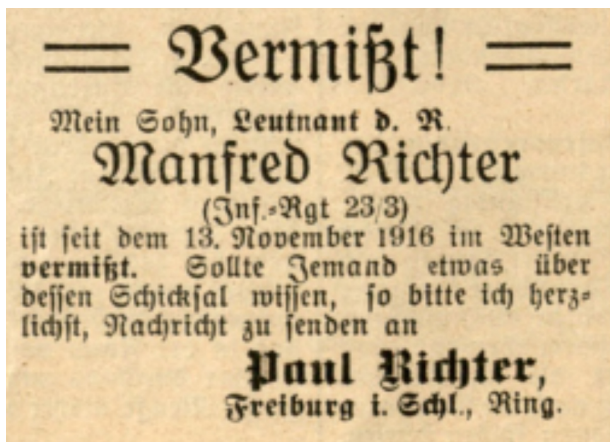 Vermißt!
Mein Sohn, Leutnant d. R.
Manfred Richter
(Inf.-Rgt 23/3)
ist seit dem 13. November 1916 im Westen
vermißt. Sollte Jemand etwas über
dessen Schicksal wissen, so bitte ich herz-
lichst, Nachricht zu senden an
Paul Richter,
Freiburg i. Schl., Ring.